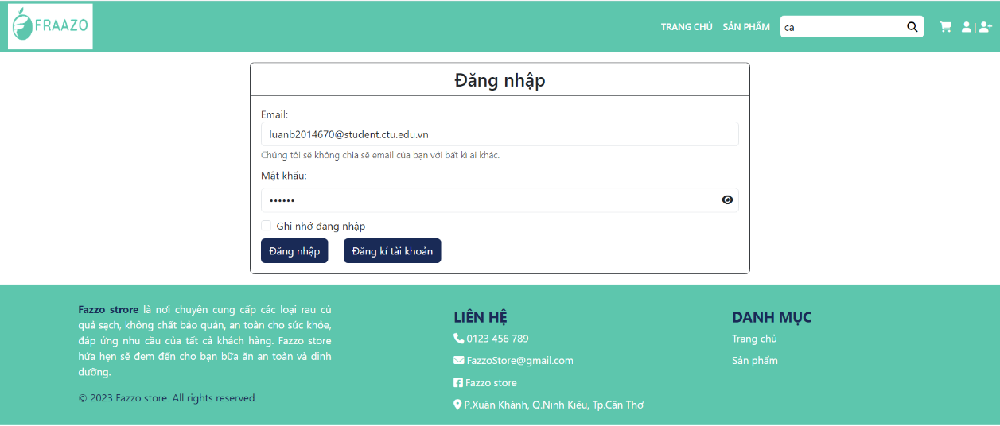 FRAAZO
TRANG CHỦ SẢN PHẨM ca |
Đăng nhập
Email:
luanb2014670@student.ctu.edu.vn
Chúng tôi sẽ không chia sẽ email của bạn với bất kì ai khác.
Mật khẩu:
••••••
Ghi nhớ đăng nhập
Đăng nhập Đăng kí tài khoản
Fazzo strore là nơi chuyên cung cấp các loại rau củ
quả sạch, không chất bảo quản, an toàn cho sức khỏe,
đáp ứng nhu cầu của tất cả khách hàng. Fazzo store
hứa hẹn sẽ đem đến cho bạn bữa ăn an toàn và dinh
dưỡng.
© 2023 Fazzo store. All rights reserved.
LIÊN HỆ
0123 456 789
FazzoStore@gmail.com
Fazzo store
P.Xuân Khánh, Q.Ninh Kiều, Tp.Cần Thơ
DANH MỤC
Trang chủ
Sản phẩm